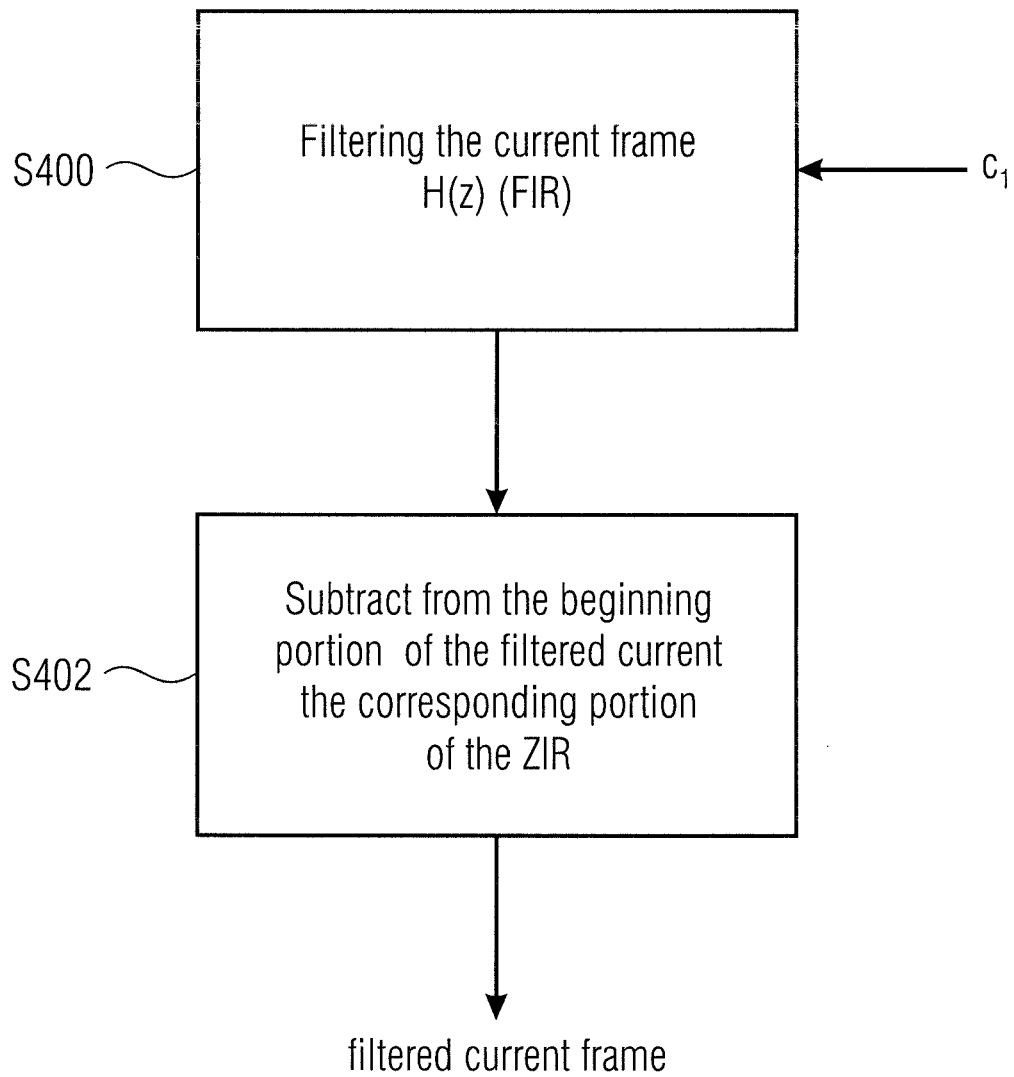 Filtering the current frame
H(z) (FIR)
S400
c₁
Subtract from the beginning
portion of the filtered current
the corresponding portion
of the ZIR
S402
filtered current frame